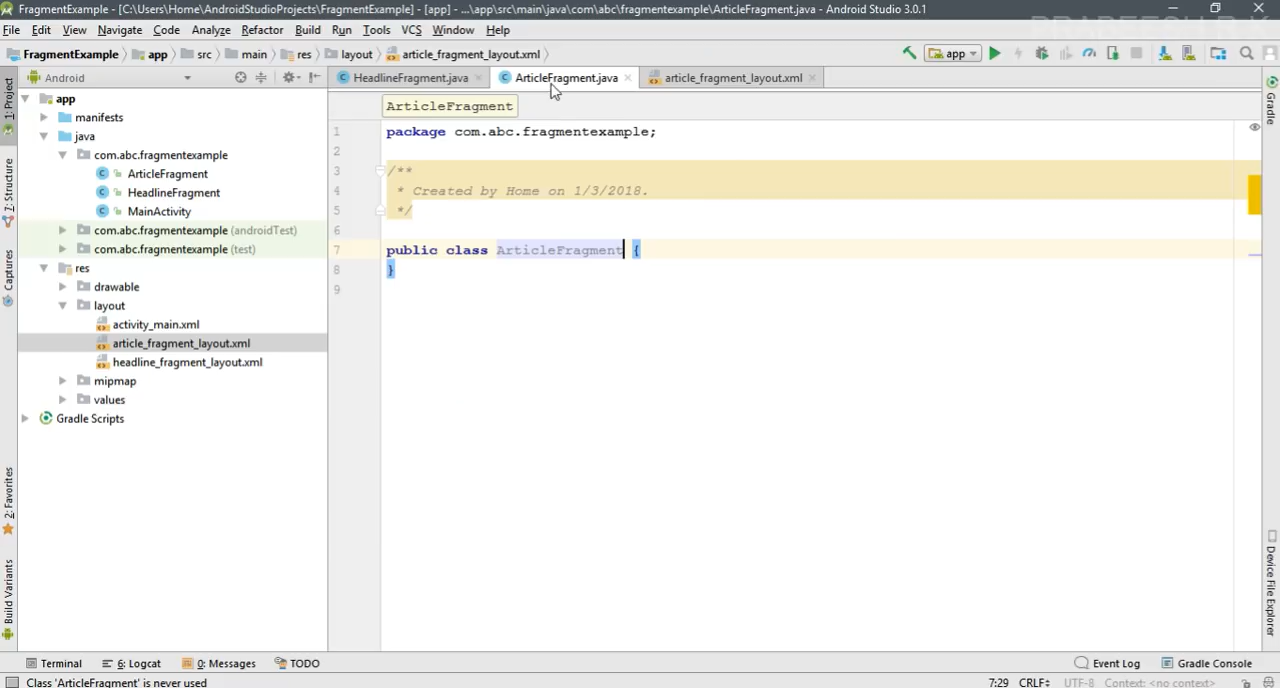 FragmentExample - [C:\Users\Home\AndroidStudioProjects\FragmentExample] - [app] - ...\app\src\main\java\com\abc\fragmentexample\ArticleFragment.java - Android Studio 3.0.1
File Edit View Navigate Code Analyze Refactor Build Run Tools VCS Window Help
FragmentExample app src main res layout article_fragment_layout.xml app
Android HeadlineFragment.java ArticleFragment.java article_fragment_layout.xml
1: Project
Z: Structure
Captures
2: Favorites
Build Variants
app
manifests
java
com.abc.fragmentexample
ArticleFragment
HeadlineFragment
MainActivity
com.abc.fragmentexample (androidTest)
com.abc.fragmentexample (test)
res
drawable
layout
activity_main.xml
article_fragment_layout.xml
headline_fragment_layout.xml
mipmap
values
Gradle Scripts
ArticleFragment
1 package com.abc.fragmentexample;
2
3 /**
4 * Created by Home on 1/3/2018.
5 */
6
7 public class ArticleFragment {
8 }
9
Gradle
Device File Explorer
Terminal 6: Logcat 0: Messages TODO Event Log Gradle Console
Class 'ArticleFragment' is never used 7:29 CRLF÷ UTF-8 Context: <no context>